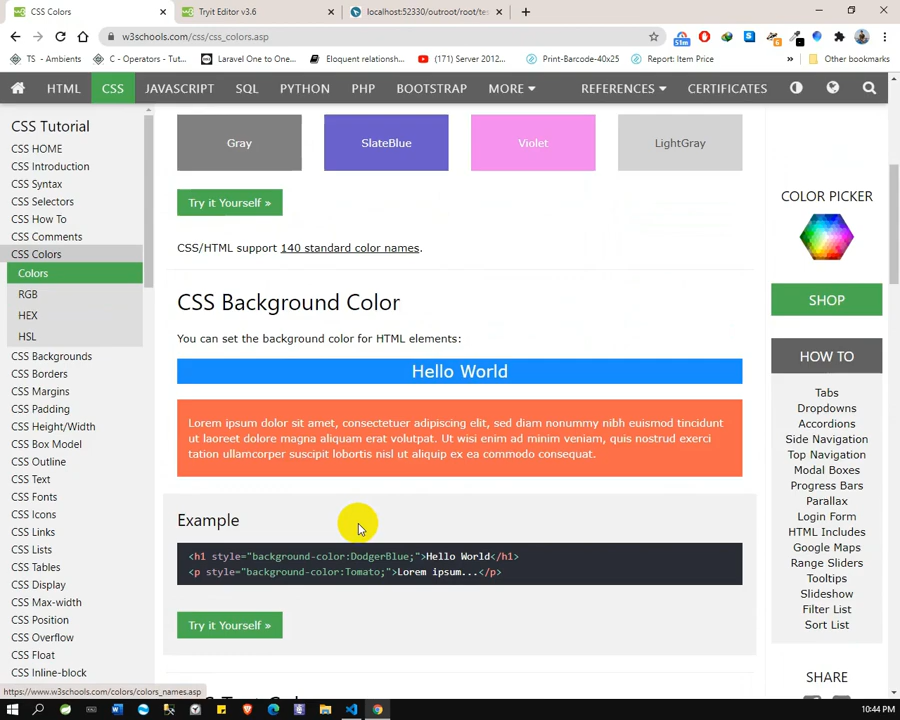 CSS Colors
Tryit Editor v3.6
localhost:52330/outroot/root/te
w3schools.com/css/css_colors.asp
TS - Ambients
C - Operators - Tut...
Laravel One to One...
Eloquent relationsh...
(171) Server 2012...
Print-Barcode-40x25
Report: Item Price
»
Other bookmarks
HTML
CSS
JAVASCRIPT
SQL
PYTHON
PHP
BOOTSTRAP
MORE
REFERENCES
CERTIFICATES
CSS Tutorial
CSS HOME
CSS Introduction
CSS Syntax
CSS Selectors
CSS How To
CSS Comments
CSS Colors
Colors
RGB
HEX
HSL
CSS Backgrounds
CSS Borders
CSS Margins
CSS Padding
CSS Height/Width
CSS Box Model
CSS Outline
CSS Text
CSS Fonts
CSS Icons
CSS Links
CSS Lists
CSS Tables
CSS Display
CSS Max-width
CSS Position
CSS Overflow
CSS Float
CSS Inline-block
Gray
SlateBlue
Violet
LightGray
Try it Yourself »
CSS/HTML support 140 standard color names.
CSS Background Color
You can set the background color for HTML elements:
Hello World
Lorem ipsum dolor sit amet, consectetuer adipiscing elit, sed diam nonummy nibh euismod tincidunt
ut laoreet dolore magna aliquam erat volutpat. Ut wisi enim ad minim veniam, quis nostrud exerci
tation ullamcorper suscipit lobortis nisl ut aliquip ex ea commodo consequat.
Example
<h1 style="background-color:DodgerBlue;">Hello World</h1>
<p style="background-color:Tomato;">Lorem ipsum...</p>
Try it Yourself »
COLOR PICKER
SHOP
HOW TO
Tabs
Dropdowns
Accordions
Side Navigation
Top Navigation
Modal Boxes
Progress Bars
Parallax
Login Form
HTML Includes
Google Maps
Range Sliders
Tooltips
Slideshow
Filter List
Sort List
SHARE
https://www.w3schools.com/colors/colors_names.asp
10:44 PM